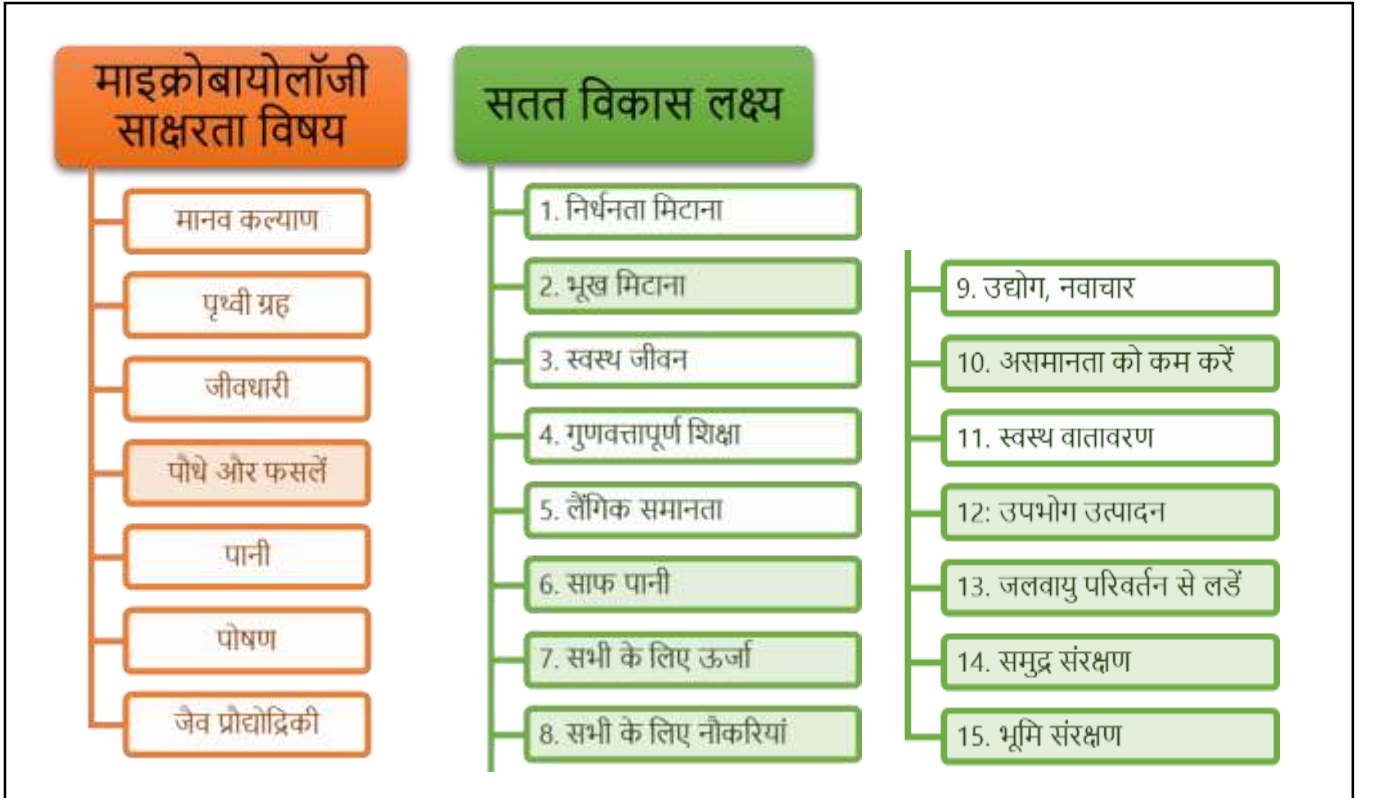 माइक्रोबायोलॉजी
साक्षरता विषय
मानव कल्याण
पृथ्वी ग्रह
जीवधारी
पौधे और फसलें
पानी
पोषण
जैव प्रौद्योद्रिकी
सतत विकास लक्ष्य
1. निर्धनता मिटाना
2. भूख मिटाना
3. स्वस्थ जीवन
4. गुणवत्तापूर्ण शिक्षा
5. लैंगिक समानता
6. साफ पानी
7. सभी के लिए ऊर्जा
8. सभी के लिए नौकरियां
9. उद्योग, नवाचार
10. असमानता को कम करें
11. स्वस्थ वातावरण
12: उपभोग उत्पादन
13. जलवायु परिवर्तन से लडें
14. समुद्र संरक्षण
15. भूमि संरक्षण